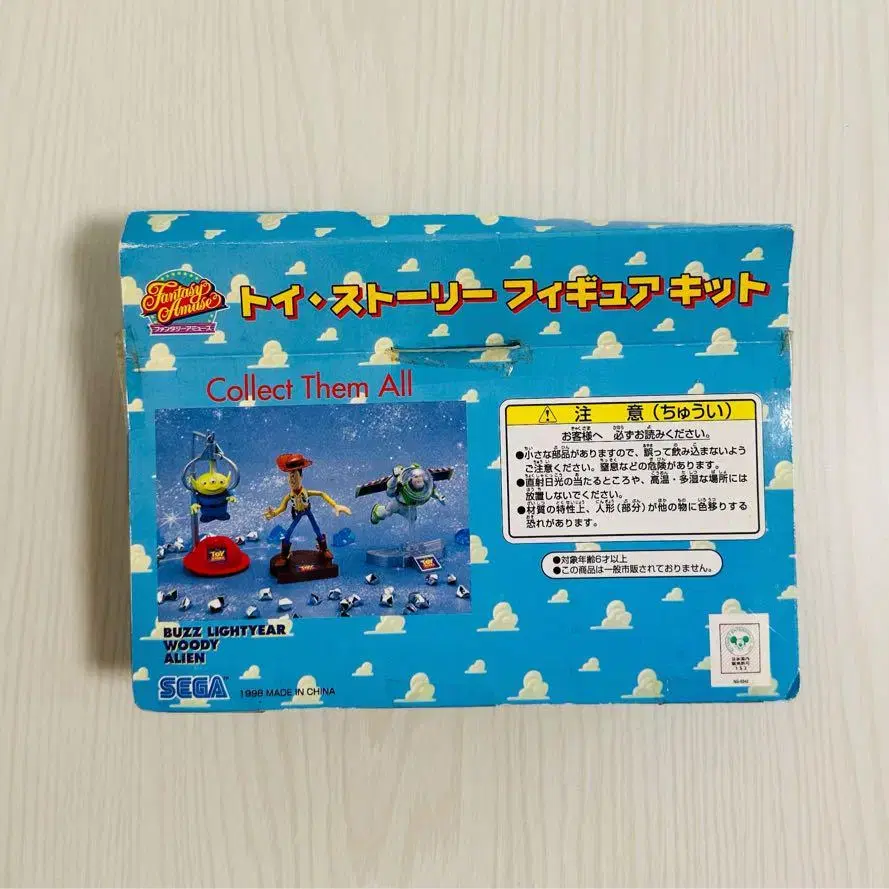 Fantasy Amuse
ファンタジーアミューズ
トイ・ストーリー フィギュア キット
Collect Them All
注 意（ちゅうい）
お客様へ 必ずお読みください。
●小さな部品がありますので、誤って飲み込まないよう
ご注意ください。窒息などの危険があります。
●直射日光の当たるところや、高温・多湿な場所には
放置しないでください。
●材質の特性上、人形（部分）が他の物に色移りする
恐れがあります。
●対象年齢6才以上
●この商品は一般市販されておりません。
TOY
BUZZ LIGHTYEAR
WOODY
ALIEN
SEGA™
1998 MADE IN CHINA